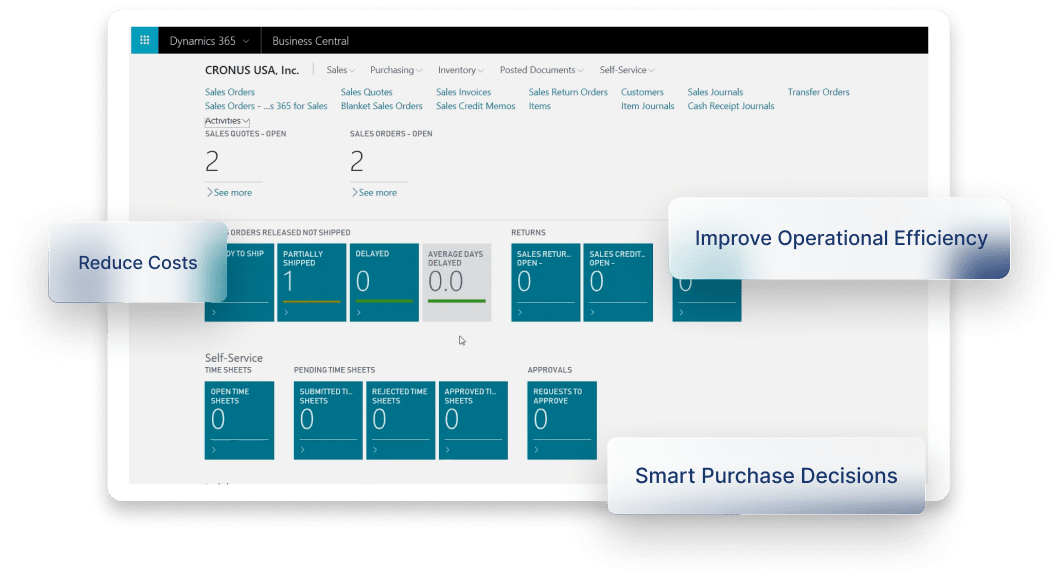 Dynamics 365 Business Central
CRONUS USA, Inc. Sales Purchasing Inventory Posted Documents Self-Service
Sales Orders Sales Quotes Sales Invoices Sales Return Orders Customers Sales Journals Transfer Orders
Sales Orders - ...s 365 for Sales Blanket Sales Orders Sales Credit Memos Items Item Journals Cash Receipt Journals
Activities
SALES QUOTES - OPEN SALES ORDERS - OPEN
2 2
See more See more
ORDERS RELEASED NOT SHIPPED RETURNS
Reduce Costs
Improve Operational Efficiency
TO SHIP
PARTIALLY
SHIPPED
1
DELAYED
0
AVERAGE DAYS
DELAYED
0.0
SALES RETUR...
OPEN -
0
SALES CREDIT...
OPEN -
0
0
Self-Service
TIME SHEETS PENDING TIME SHEETS APPROVALS
OPEN TIME
SHEETS
0
SUBMITTED TI...
SHEETS
0
REJECTED TIME
SHEETS
0
APPROVED TI...
SHEETS
0
REQUESTS TO
APPROVE
0
Smart Purchase Decisions